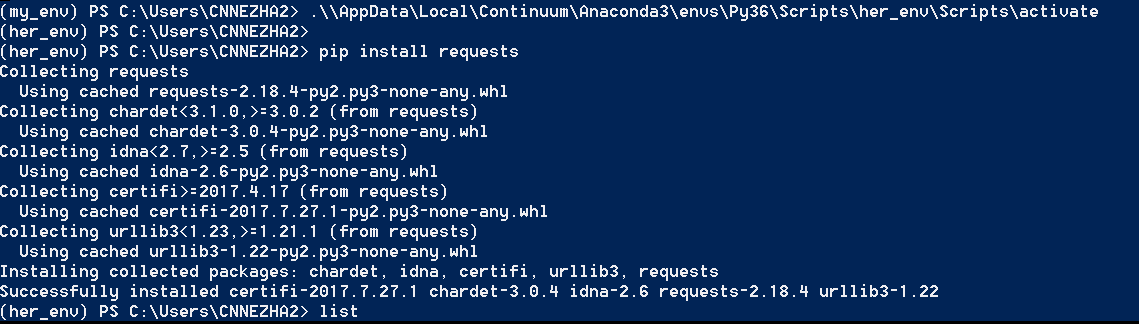 (my_env) PS C:\Users\CNNEZHA2> .\\AppData\Local\Continuum\Anaconda3\envs\Py36\Scripts\her_env\Scripts\activate
(her_env) PS C:\Users\CNNEZHA2>
(her_env) PS C:\Users\CNNEZHA2> pip install requests
Collecting requests
  Using cached requests-2.18.4-py2.py3-none-any.whl
Collecting chardet<3.1.0,>=3.0.2 (from requests)
  Using cached chardet-3.0.4-py2.py3-none-any.whl
Collecting idna<2.7,>=2.5 (from requests)
  Using cached idna-2.6-py2.py3-none-any.whl
Collecting certifi>=2017.4.17 (from requests)
  Using cached certifi-2017.7.27.1-py2.py3-none-any.whl
Collecting urllib3<1.23,>=1.21.1 (from requests)
  Using cached urllib3-1.22-py2.py3-none-any.whl
Installing collected packages: chardet, idna, certifi, urllib3, requests
Successfully installed certifi-2017.7.27.1 chardet-3.0.4 idna-2.6 requests-2.18.4 urllib3-1.22
(her_env) PS C:\Users\CNNEZHA2> list